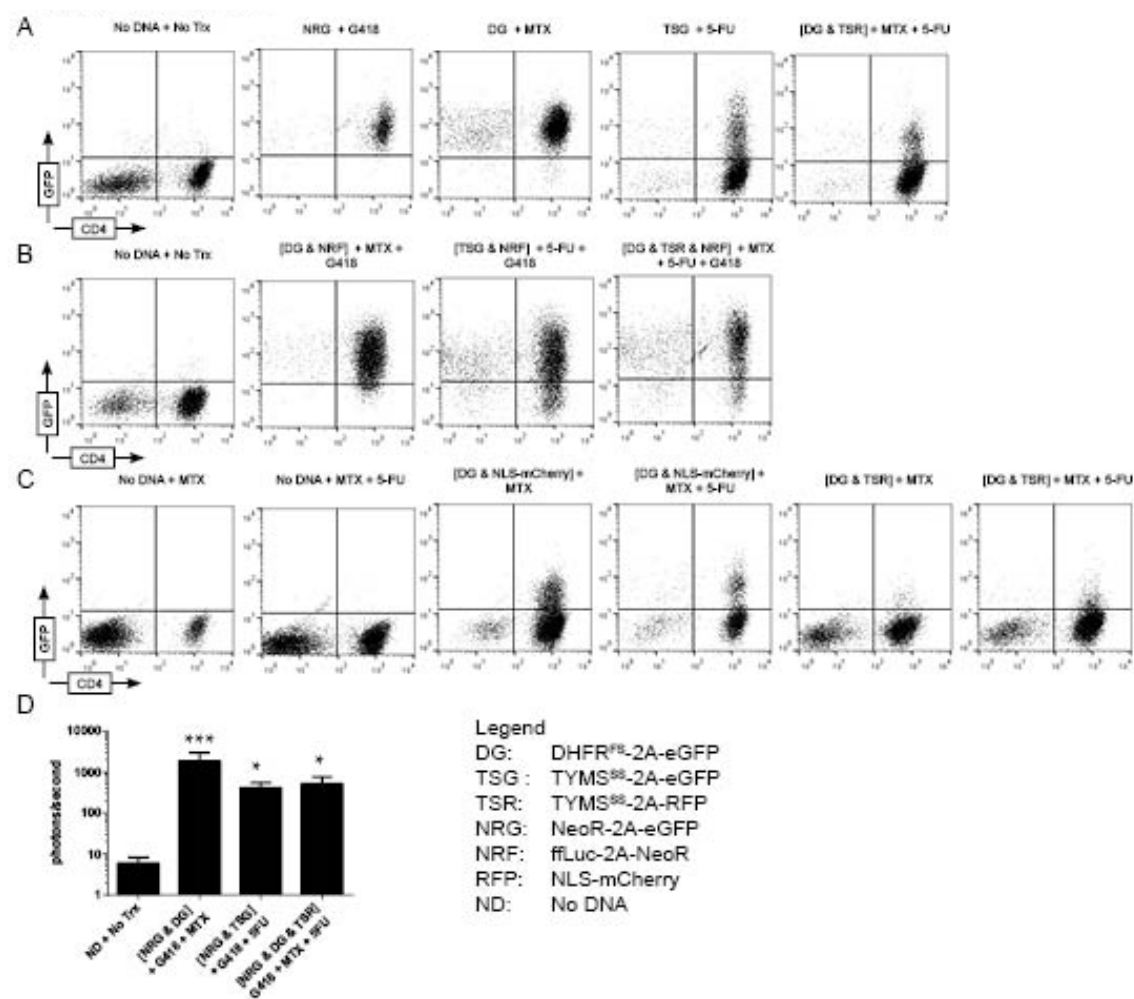 A
No DNA + No Trx
NRG + G418
DG + MTX
TSG + 5-FU
[DG & TSR] + MTX + 5-FU
GFP
CD4
B
No DNA + No Trx
[DG & NRF] + MTX +
G418
[TSG & NRF] + 5-FU +
G418
[DG & TSR & NRF] + MTX
+ 5-FU + G418
GFP
CD4
C
No DNA + MTX
No DNA + MTX + 5-FU
[DG & NLS-mCherry] +
MTX
[DG & NLS-mCherry] +
MTX + 5-FU
[DG & TSR] + MTX
[DG & TSR] + MTX + 5-FU
GFP
CD4
D
photons/second
10000
1000
100
10
1
***
*
*
ND + No Trx
[NRG & DG]
+ G418 + MTX
[NRG & TSG]
+ G418 + 5FU
[NRG & DG & TSR]
G418 + MTX + 5FU
Legend
DG: DHFRFS-2A-eGFP
TSG : TYMSSS-2A-eGFP
TSR: TYMSSS-2A-RFP
NRG: NeoR-2A-eGFP
NRF: ffLuc-2A-NeoR
RFP: NLS-mCherry
ND: No DNA